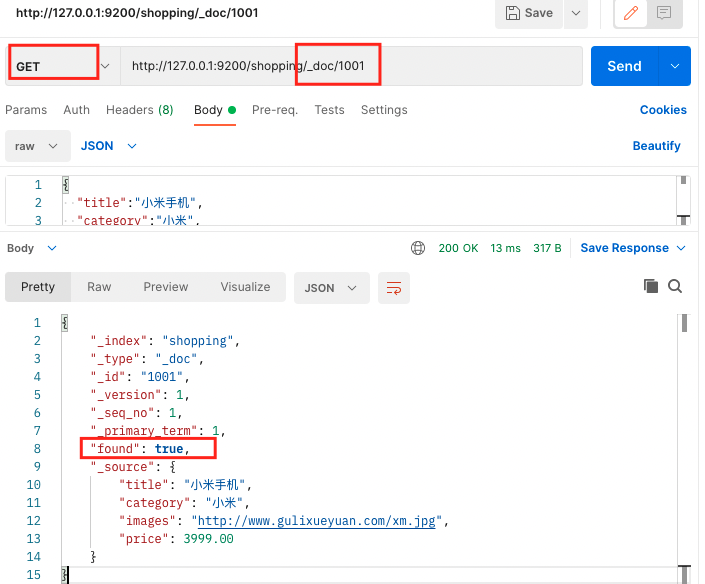 http://127.0.0.1:9200/shopping/_doc/1001 Save
GET http://127.0.0.1:9200/shopping/_doc/1001 Send
Params Auth Headers (8) Body Pre-req. Tests Settings Cookies
raw JSON Beautify
1 {
2 "title":"小米手机",
3 "category":"小米",
Body 200 OK 13 ms 317 B Save Response
Pretty Raw Preview Visualize JSON
1 {
2 "_index": "shopping",
3 "_type": "_doc",
4 "_id": "1001",
5 "_version": 1,
6 "_seq_no": 1,
7 "_primary_term": 1,
8 "found": true,
9 "_source": {
10 "title": "小米手机",
11 "category": "小米",
12 "images": "http://www.gulixueyuan.com/xm.jpg",
13 "price": 3999.00
14 }
15 }